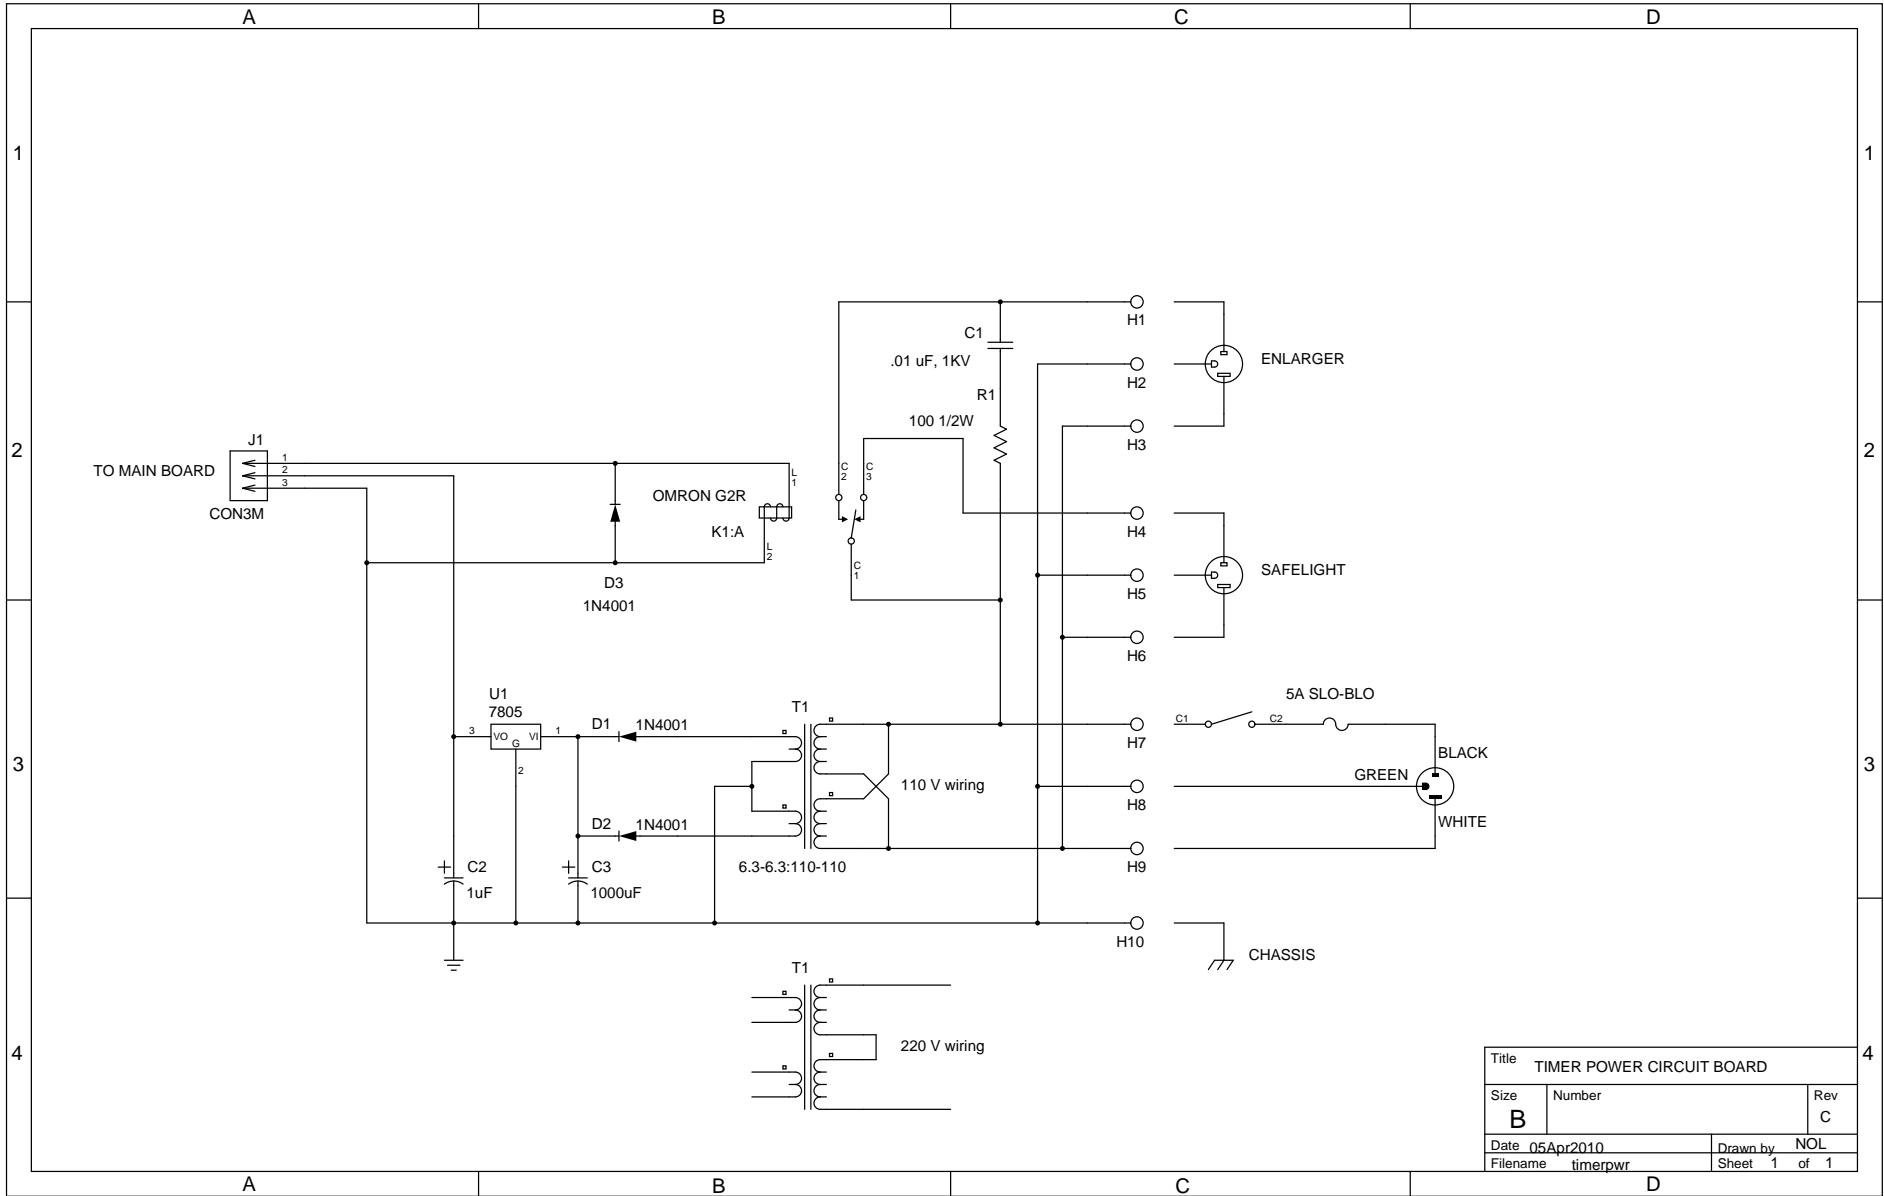 A B C D
1 1
H1
C1
.01 uF, 1KV
ENLARGER
H2
R1
100 1/2W
H3
2 2
J1
TO MAIN BOARD
1
2
3
CON3M
OMRON G2R
K1:A
L1
L2
C2
C3
C1
H4
D3
1N4001
SAFELIGHT
H5
H6
5A SLO-BLO
U1
7805
3 VO G VI 1
2
D1 1N4001
T1
H7
C1 C2
BLACK
3 3
110 V wiring
GREEN
H8
D2 1N4001
WHITE
+ C2
1uF
+ C3
1000uF
6.3-6.3:110-110
H9
H10
CHASSIS
T1
220 V wiring
4 4
Title TIMER POWER CIRCUIT BOARD
Size Number Rev
B C
Date 05Apr2010 Drawn by NOL
Filename timerpwr Sheet 1 of 1
A B C D